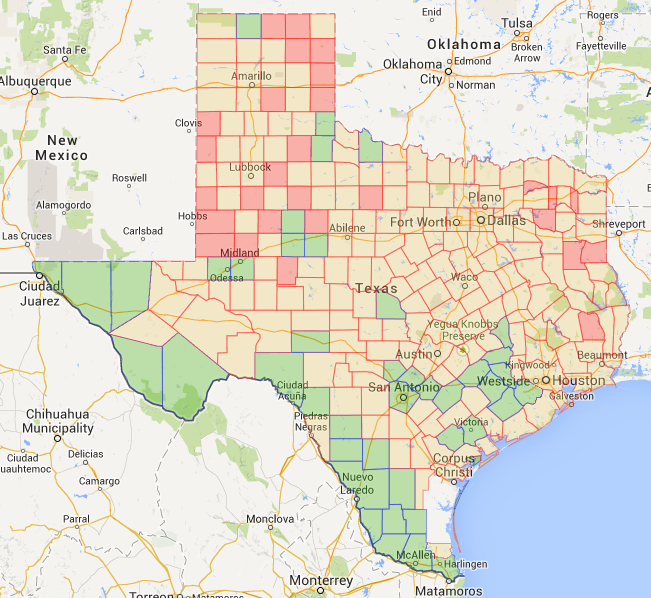 Enid
Rogers
Tulsa
Santa Fe
Broken
Arrow
Fayetteville
Oklahoma
Oklahoma
City
Edmond
Amarillo
Albuquerque
Norman
Clovis
New
Mexico
Lubbock
Roswell
Plano
Alamogordo
Hobbs
Fort Worth
Dallas
Abilene
Shreveport
Las Cruces
Carlsbad
Midland
Odessa
Waco
Ciudad
Juarez
Texas
Yegua Knobbs
Preserve
Austin
Beaumont
Kingwood
Ciudad
Acuña
San Antonio
Westside
Houston
Galveston
Chihuahua
Municipality
Piedras
Negras
Victoria
Delicias
Ciudad
uauhtemoc
Corpus
Christi
Camargo
Nuevo
Laredo
Parral
Monclova
McAllen
Harlingen
Monterrey
Matamoros
Torreon
Matamoros